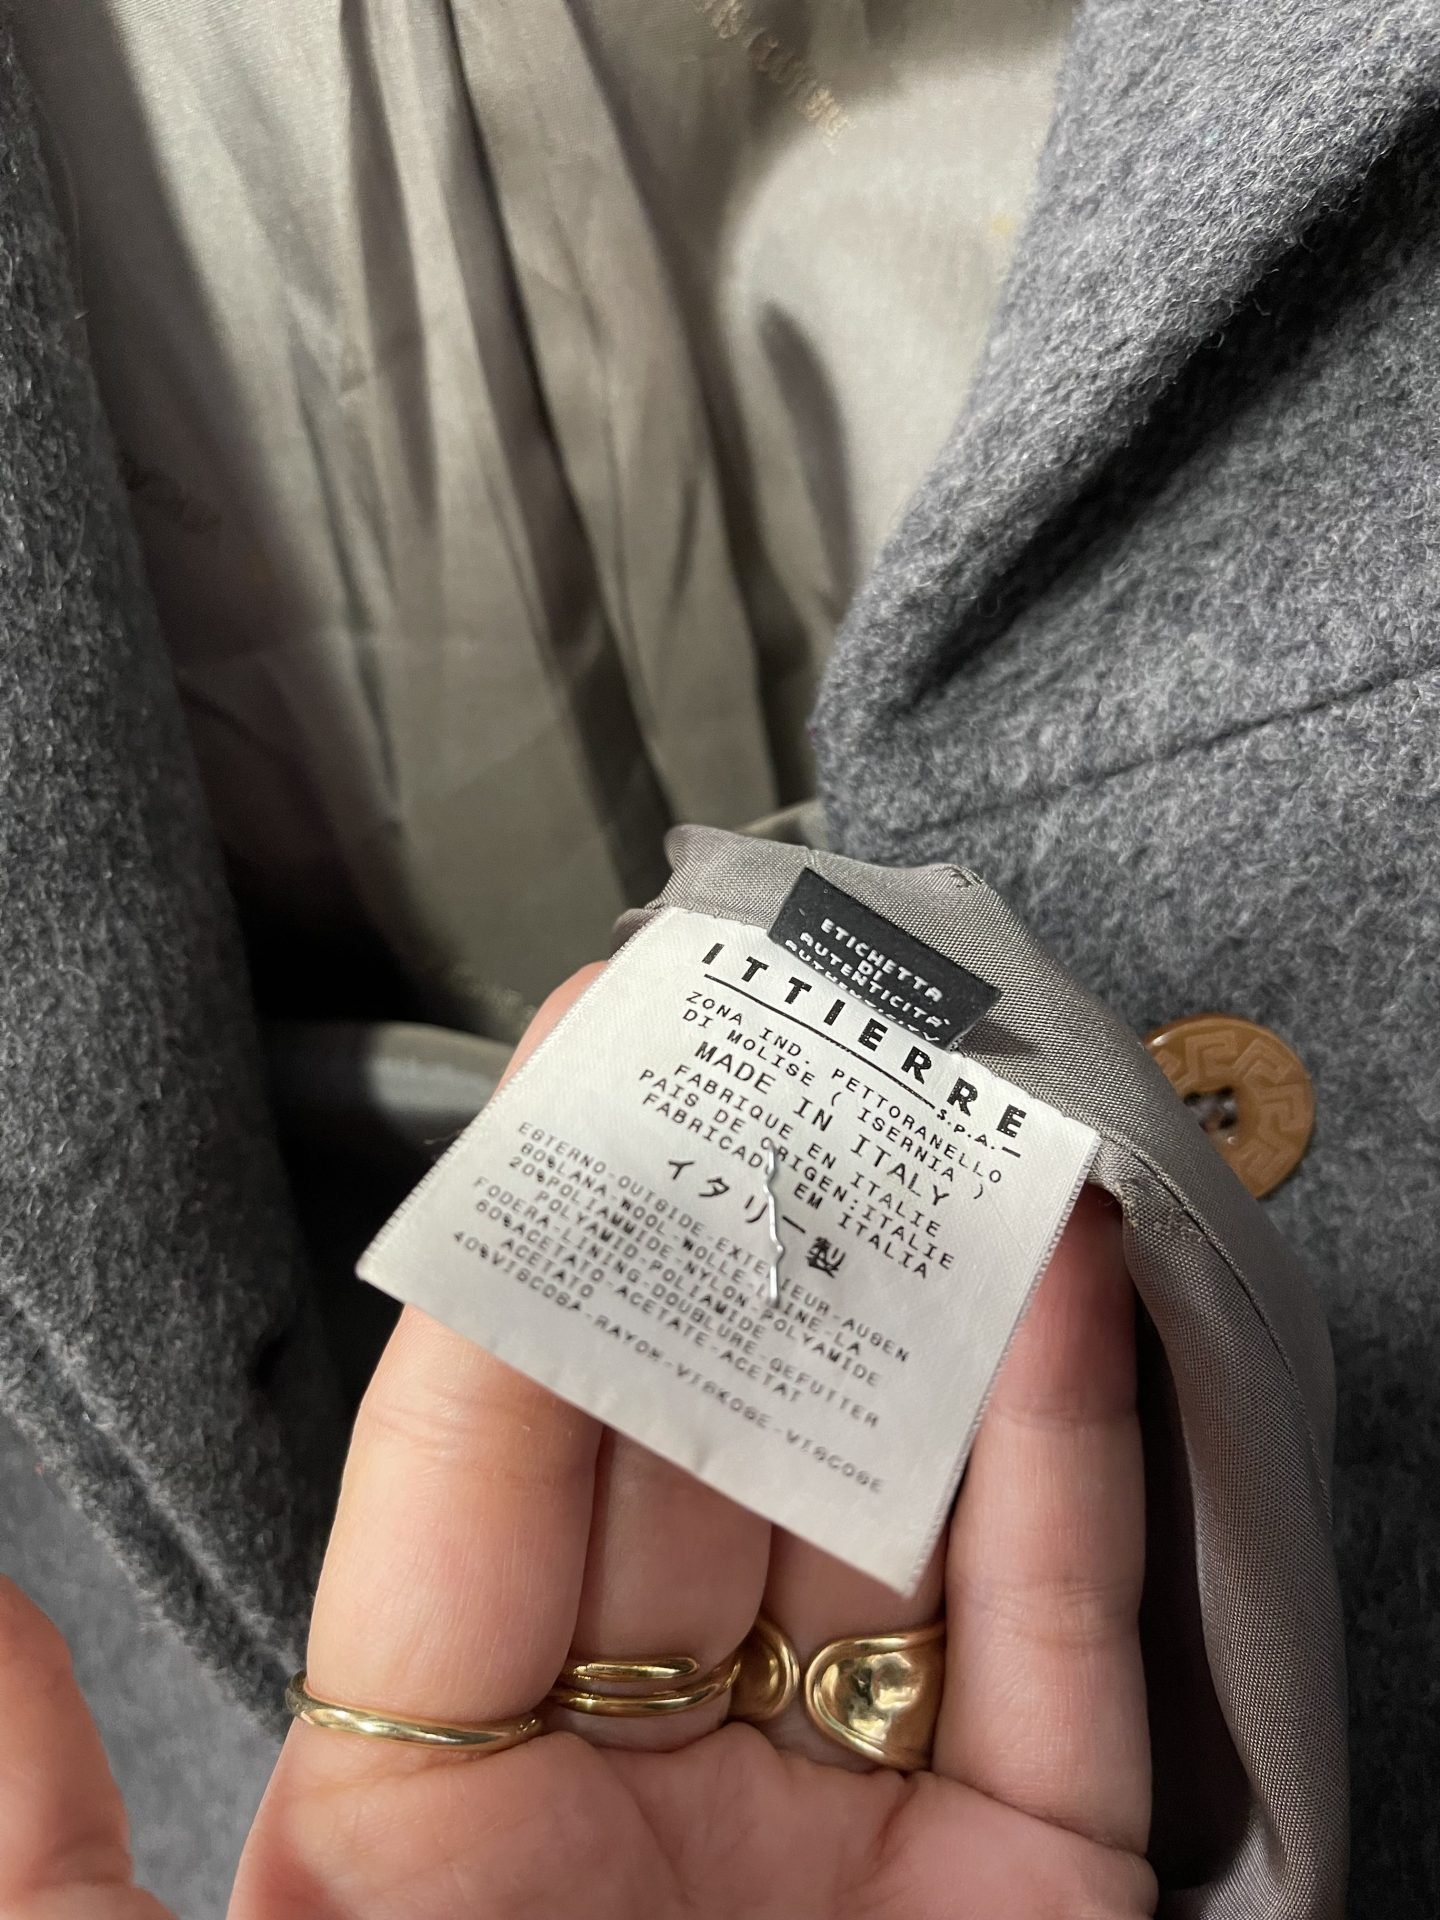 ETICHETTA
DI
AUTENTICITA'
ITTIERRE
S.P.A.
ZONA IND. PETTORANELLO
DI MOLISE ( ISERNIA )
MADE IN ITALY
FABRIQUE EN ITALIE
PAIS DE ORIGEN:ITALIE
FABRICADO EM ITALIA
イタリー製
ESTERNO-OUTSIDE-EXTERIEUR-AUSEN
80%LANA-WOOL-WOLLE-LAINE-LA
20%POLIAMMIDE-NYLON-POLYAMIDE
POLYAMID-POLIAMIDE
FODERA-LINING-DOUBLURE-GEFUTTER
60%ACETATO-ACETATE-ACETAT
ACETATO
40%VISCOSA-RAYON-VISKOSE-VISCOSE